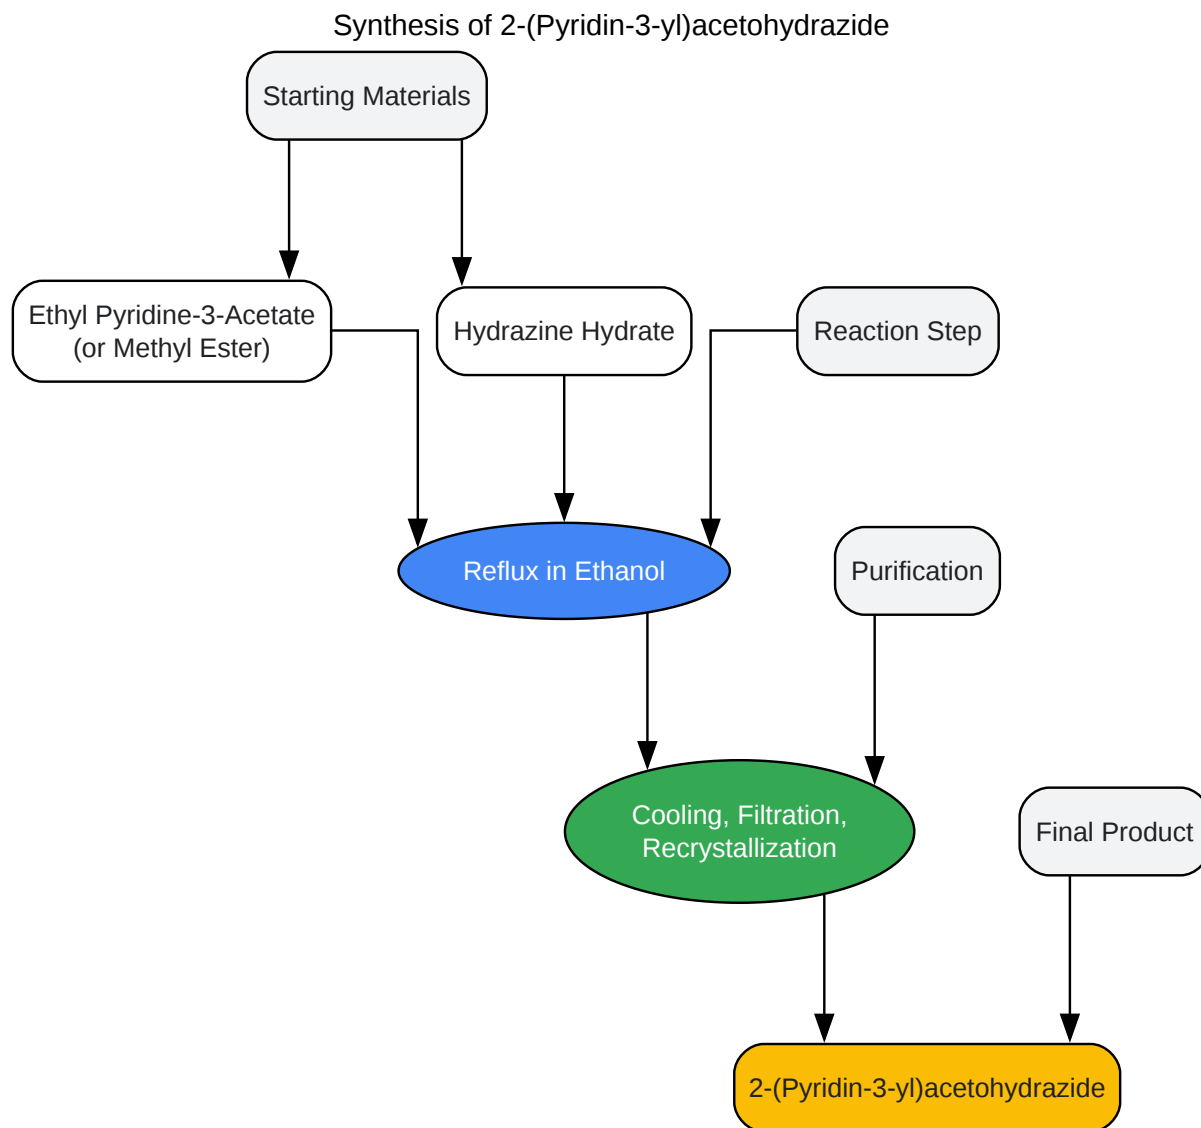 Synthesis of 2-(Pyridin-3-yl)acetohydrazide
Starting Materials
Ethyl Pyridine-3-Acetate
(or Methyl Ester)
Hydrazine Hydrate
Reaction Step
Reflux in Ethanol
Purification
Cooling, Filtration,
Recrystallization
Final Product
2-(Pyridin-3-yl)acetohydrazide